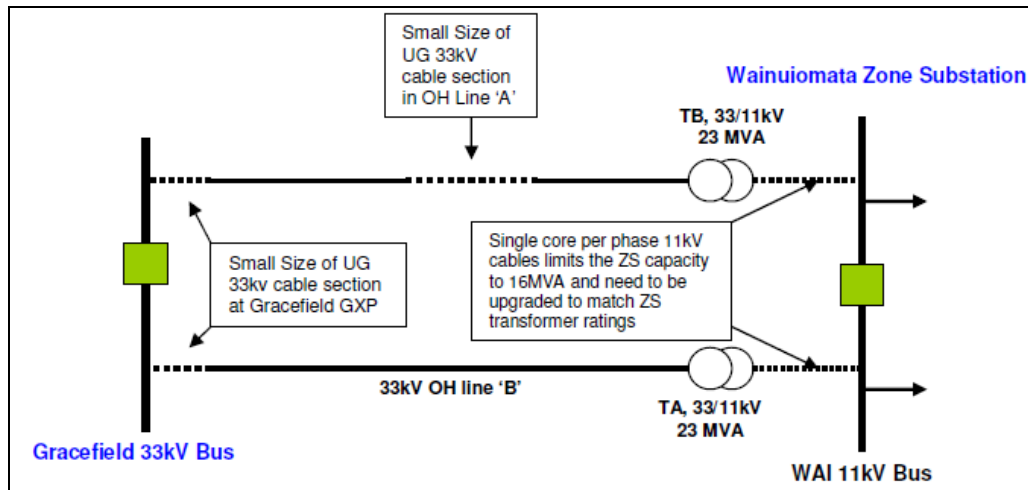 Small Size of
UG 33kV
cable section
in OH Line 'A'
Wainuiomata Zone Substation
TB, 33/11kV
23 MVA
Small Size of UG
33kv cable section
at Gracefield GXP
Single core per phase 11kV
cables limits the ZS capacity
to 16MVA and need to be
upgraded to match ZS
transformer ratings
33kV OH line 'B'
TA, 33/11kV
23 MVA
Gracefield 33kV Bus
WAI 11kV Bus